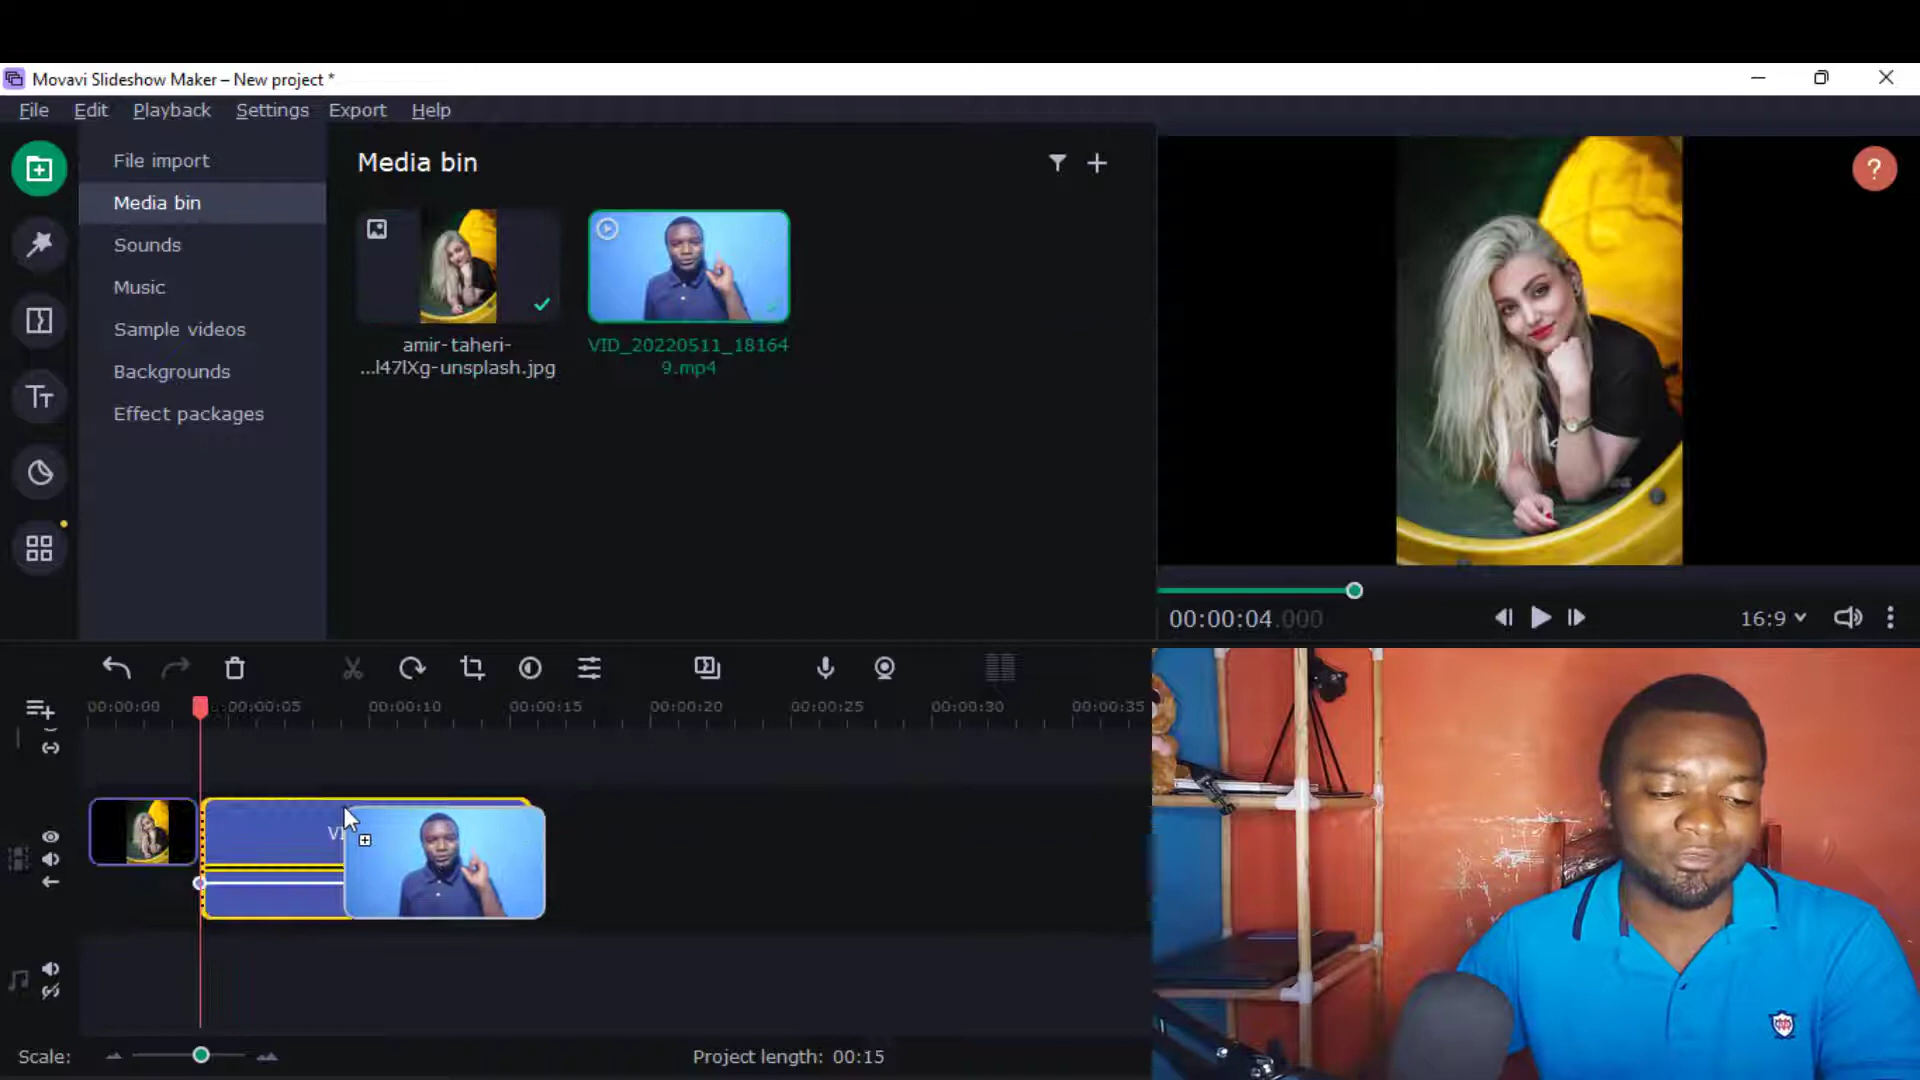 Movavi Slideshow Maker – New project *
File Edit Playback Settings Export Help
File import
Media bin
Sounds
Music
Sample videos
Backgrounds
Effect packages
Media bin
amir-taheri-
...l47lXg-unsplash.jpg
VID_20220511_18164
9.mp4
?
00:00:04.000
16:9
00:00:00 00:00:05 00:00:10 00:00:15 00:00:20 00:00:25 00:00:30 00:00:35
Scale:
Project length: 00:15